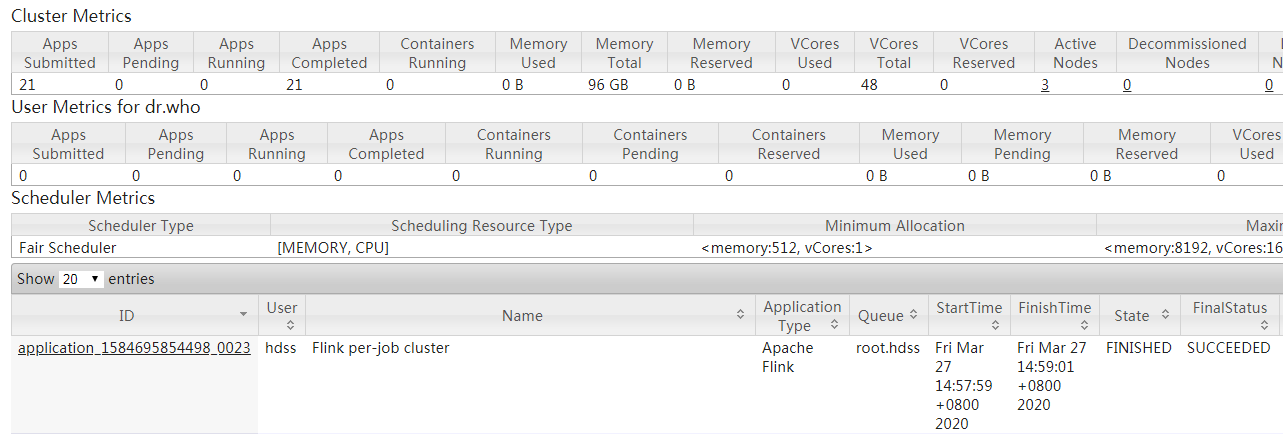 Cluster Metrics
Apps Submitted Apps Pending Apps Running Apps Completed Containers Running Memory Used Memory Total Memory Reserved VCores Used VCores Total VCores Reserved Active Nodes Decommissioned Nodes
21 0 0 21 0 0 B 96 GB 0 B 0 48 0 3 0 0
User Metrics for dr.who
Apps Submitted Apps Pending Apps Running Apps Completed Containers Running Containers Pending Containers Reserved Memory Used Memory Pending Memory Reserved VCores Used
0 0 0 0 0 0 0 0 B 0 B 0 B 0
Scheduler Metrics
Scheduler Type Scheduling Resource Type Minimum Allocation
Fair Scheduler [MEMORY, CPU] <memory:512, vCores:1> <memory:8192, vCores:16
Show 20 entries
ID User Name Application Type Queue StartTime FinishTime State FinalStatus
application_1584695854498_0023 hdss Flink per-job cluster Apache Flink root.hdss Fri Mar 27 14:57:59 +0800 2020 Fri Mar 27 14:59:01 +0800 2020 FINISHED SUCCEEDED